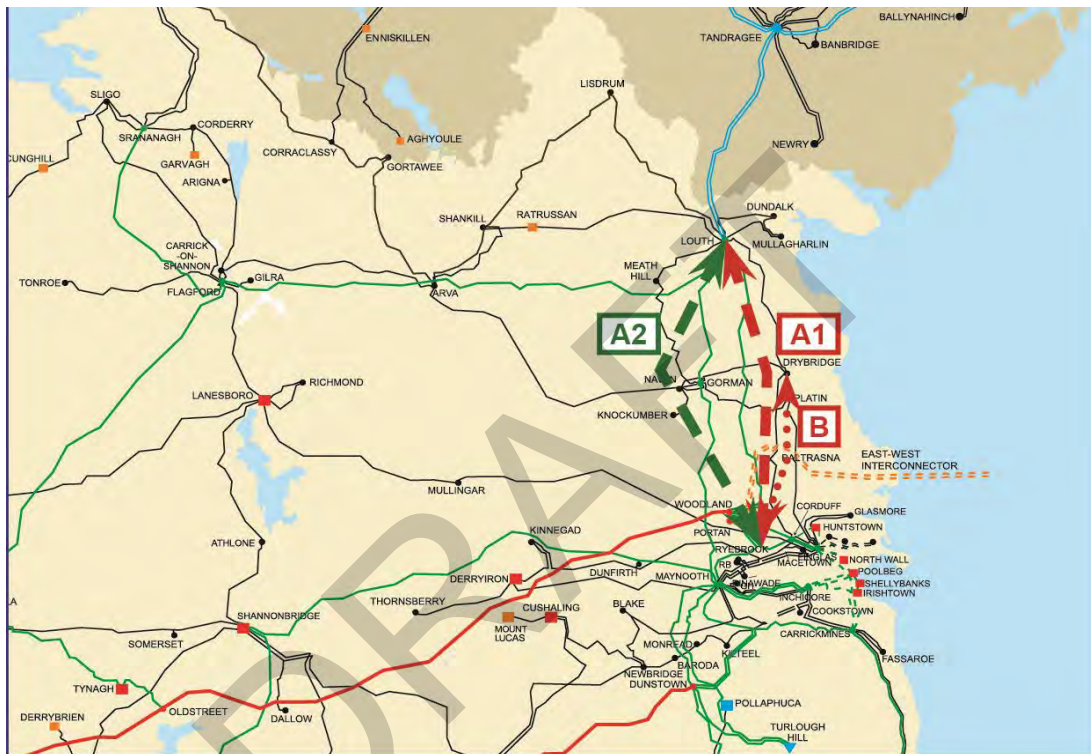 BALLYNAHINCH
TANDRAGEE
ENNISKILLEN
BANBRIDGE
LISDRUM
SLIGO
CORDERRY
SRANANAGH
AGHYOULE
NEWRY
CUNGHILL
GARVAGH
CORRACLASSY
GORTAWEE
ARIGNA
DUNDALK
SHANKILL
RATRUSSAN
LOUTH
MULLAGHARLIN
CARRICK
-ON-
SHANNON
MEATH
HILL
TONROE
GILRA
FLAGFORD
ARVA
A2
A1
DRYBRIDGE
RICHMOND
GORMAN
LANESBORO
PLATIN
KNOCKUMBER
B
EAST-WEST
INTERCONNECTOR
MULLINGAR
WOODLAND
CORDUFF
GLASMORE
HUNTSTOWN
KINNEGAD
PORTAN
ATHLONE
RYEBROOK
FINGLAS
MACETOWN
NORTH WALL
DERRYIRON
DUNFIRTH
RB
POOLBEG
MAYNOOTH
SHELLYBANKS
THORNSBERRY
CUSHALING
BLAKE
INCHICORE
IRISHTOWN
MOUNT
LUCAS
COOKSTOWN
SHANNONBRIDGE
SOMERSET
MONREAD
CARRICKMINES
KILTEEL
FASSAROE
NEWBRIDGE
BARODA
DUNSTOWN
TYNAGH
POLLAPHUCA
OLDSTREET
DALLOW
DERRYBRIEN
TURLOUGH
HILL
DRAFT